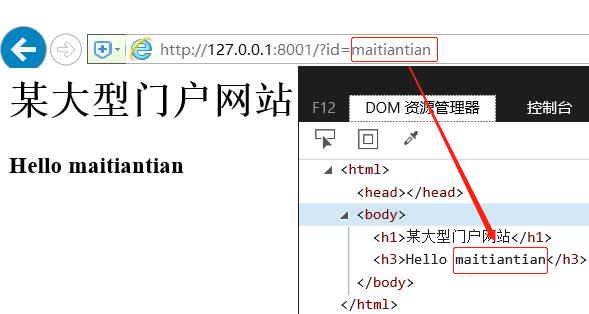 http://127.0.0.1:8001/?id=maitiantian
某大型门户网站
Hello maitiantian
F12 DOM 资源管理器 控制台
<html>
<head></head>
<body>
<h1>某大型门户网站</h1>
<h3>Hello maitiantian</h3>
</body>
</html>